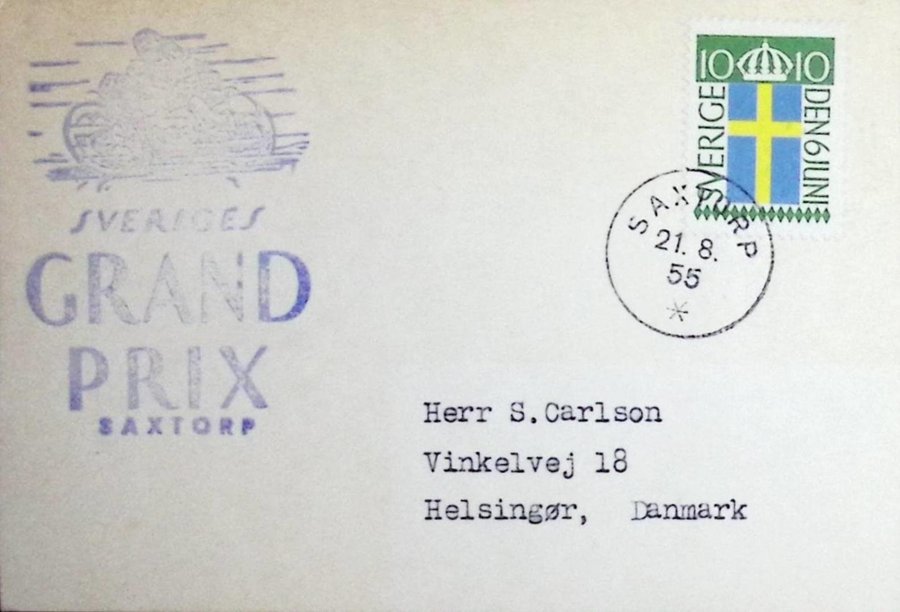 SVERIGES
GRAND
PRIX
SAXTORP
10 10
SVERIGE
DEN 6 JUNI
SAXTORP
21. 8.
55
*
Herr S.Carlson
Vinkelvej 18
Helsingør, Danmark